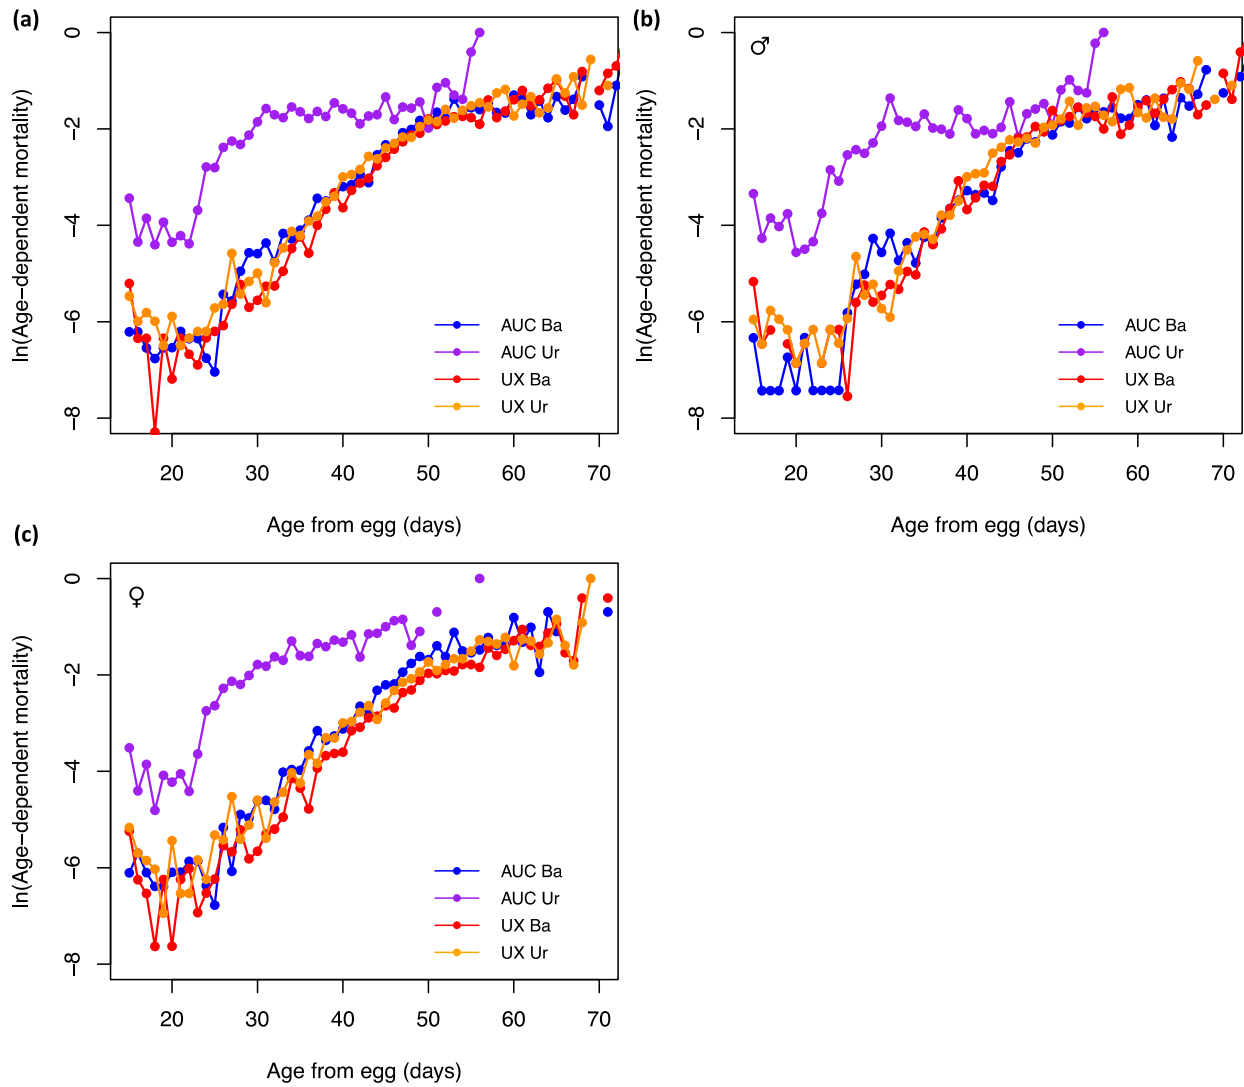 (a)
0
−2
−4
−6
−8
ln(Age−dependent mortality)
AUC Ba
AUC Ur
UX Ba
UX Ur
20 30 40 50 60 70
Age from egg (days)
(b)
♂
0
−2
−4
−6
−8
ln(Age−dependent mortality)
AUC Ba
AUC Ur
UX Ba
UX Ur
20 30 40 50 60 70
Age from egg (days)
(c)
♀
0
−2
−4
−6
−8
ln(Age−dependent mortality)
AUC Ba
AUC Ur
UX Ba
UX Ur
20 30 40 50 60 70
Age from egg (days)